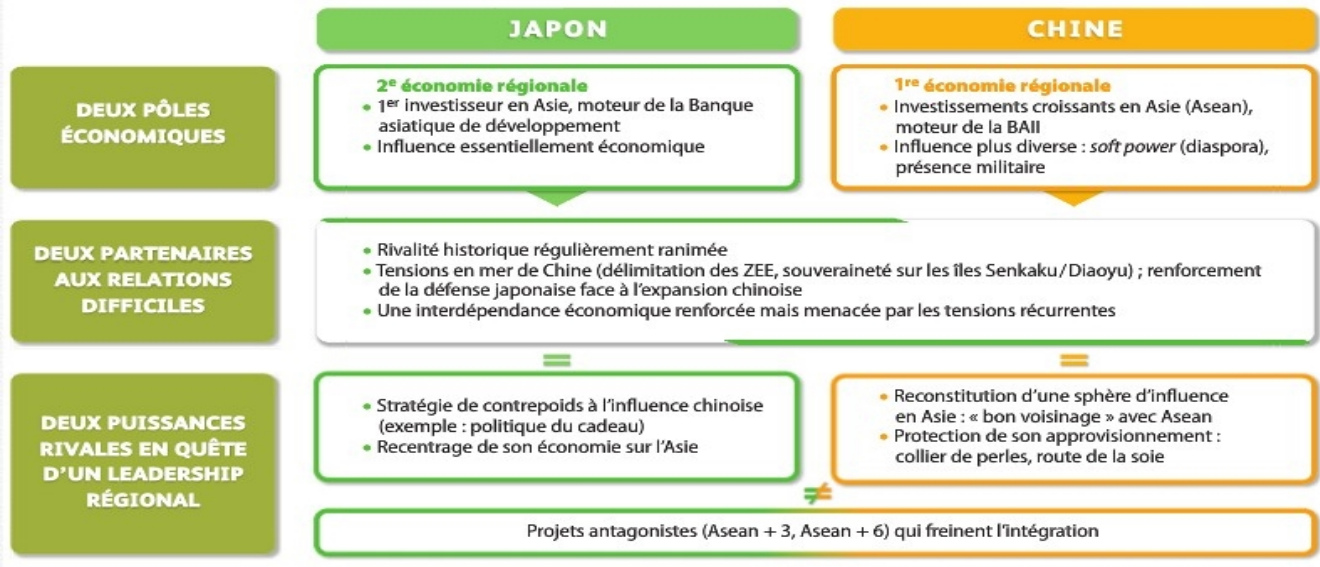 JAPON
CHINE
DEUX PÔLES
ÉCONOMIQUES
2e économie régionale
• 1er investisseur en Asie, moteur de la Banque
asiatique de développement
• Influence essentiellement économique
1re économie régionale
• Investissements croissants en Asie (Asean),
moteur de la BAII
• Influence plus diverse : soft power (diaspora),
présence militaire
DEUX PARTENAIRES
AUX RELATIONS
DIFFICILES
• Rivalité historique régulièrement ranimée
• Tensions en mer de Chine (délimitation des ZEE, souveraineté sur les îles Senkaku/Diaoyu) ; renforcement
de la défense japonaise face à l'expansion chinoise
• Une interdépendance économique renforcée mais menacée par les tensions récurrentes
=
=
DEUX PUISSANCES
RIVALES EN QUÊTE
D'UN LEADERSHIP
RÉGIONAL
• Stratégie de contrepoids à l'influence chinoise
(exemple : politique du cadeau)
• Recentrage de son économie sur l'Asie
• Reconstitution d'une sphère d'influence
en Asie : « bon voisinage » avec Asean
• Protection de son approvisionnement :
collier de perles, route de la soie
≠
Projets antagonistes (Asean + 3, Asean + 6) qui freinent l'intégration